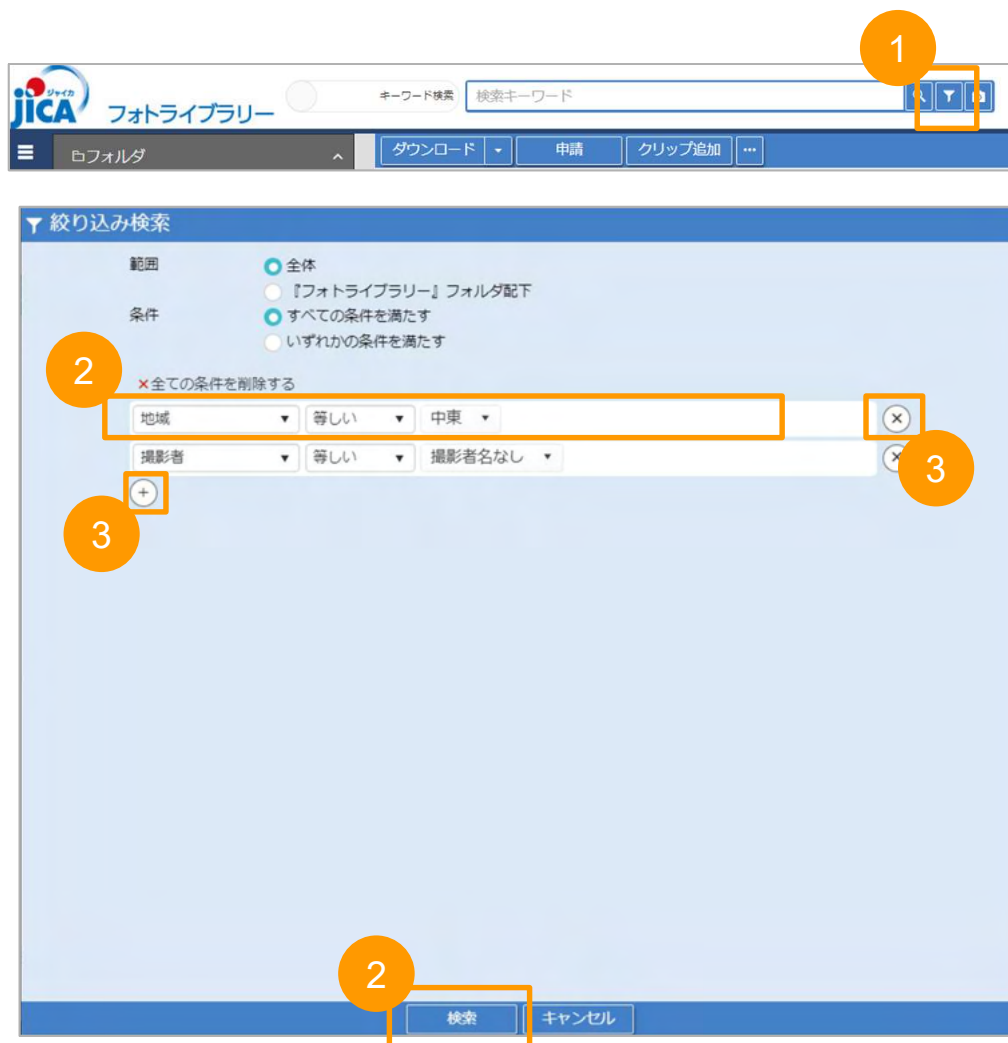 1
ジャイカ
JICA フォトライブラリー
キーワード検索 検索キーワード
フォルダ ダウンロード 申請 クリップ追加 ...
絞り込み検索
範囲 全体
『フォトライブラリー』フォルダ配下
条件 すべての条件を満たす
いずれかの条件を満たす
2
×全ての条件を削除する
地域 等しい 中東
撮影者 等しい 撮影者名なし
3
3
2
検索 キャンセル